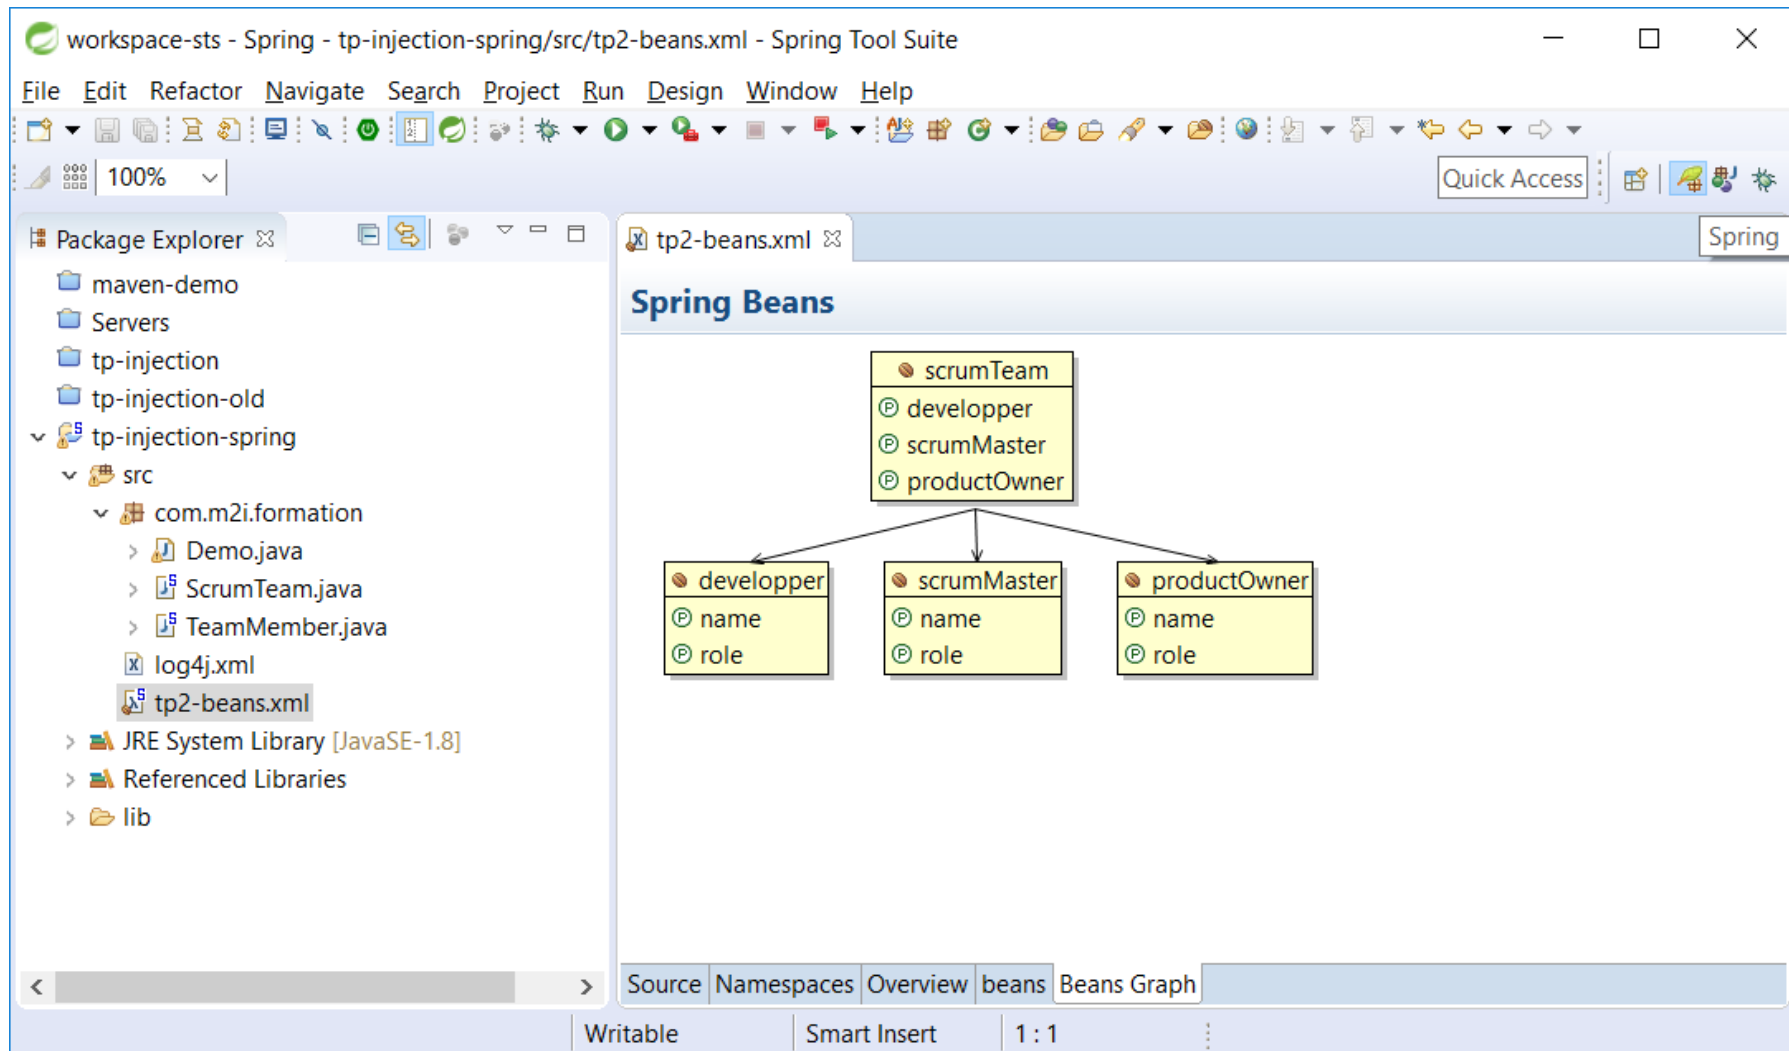 workspace-sts - Spring - tp-injection-spring/src/tp2-beans.xml - Spring Tool Suite
File Edit Refactor Navigate Search Project Run Design Window Help
100%
Quick Access
Package Explorer
tp2-beans.xml
Spring
maven-demo
Servers
tp-injection
tp-injection-old
tp-injection-spring
src
com.m2i.formation
Demo.java
ScrumTeam.java
TeamMember.java
log4j.xml
tp2-beans.xml
JRE System Library [JavaSE-1.8]
Referenced Libraries
lib
Spring Beans
scrumTeam
developper
scrumMaster
productOwner
developper
name
role
scrumMaster
name
role
productOwner
name
role
Source Namespaces Overview beans Beans Graph
Writable Smart Insert 1 : 1